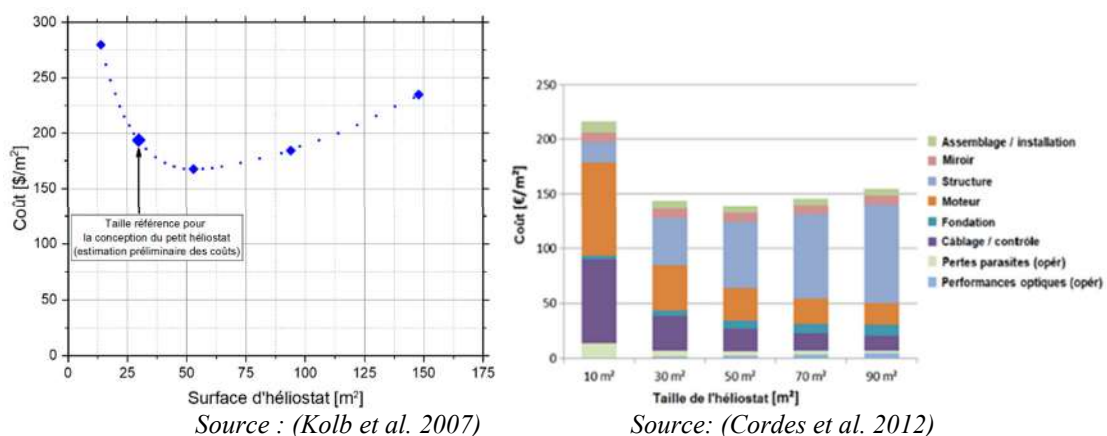 300
250
200
150
100
50
0
Coût [$/m²]
Taille référence pour
la conception du petit héliostat
(estimation préliminaire des coûts)
0 25 50 75 100 125 150 175
Surface d'héliostat [m²]
Source : (Kolb et al. 2007)
250
200
150
100
50
0
Coût [€/m²]
10 m² 30 m² 50 m² 70 m² 90 m²
Taille de l'héliostat [m²]
Assemblage / installation
Miroir
Structure
Moteur
Fondation
Câblage / contrôle
Pertes parasites (opér)
Performances optiques (opér)
Source: (Cordes et al. 2012)